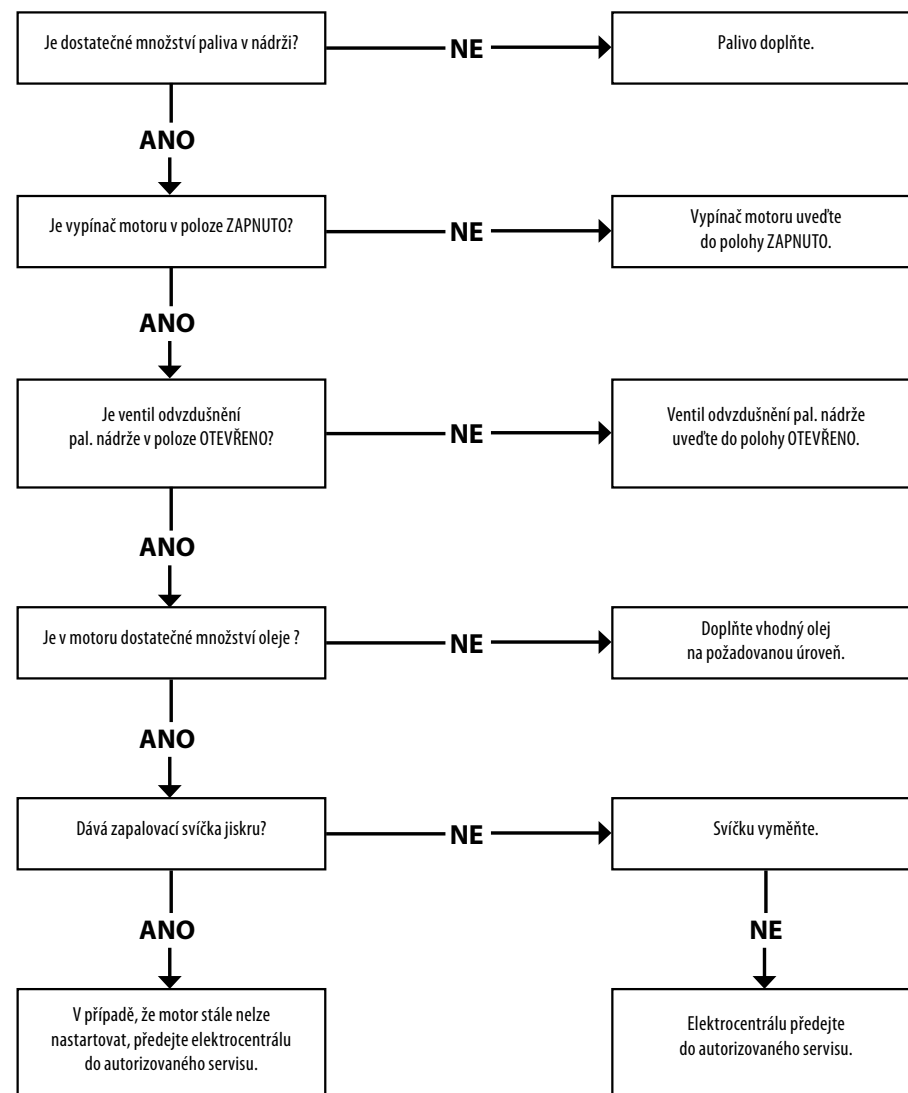 Je dostatečné množství paliva v nádrži?
NE
Palivo doplňte.
ANO
Je vypínač motoru v poloze ZAPNUTO?
NE
Vypínač motoru uveďte
do polohy ZAPNUTO.
ANO
Je ventil odvzdušnění
pal. nádrže v poloze OTEVŘENO?
NE
Ventil odvzdušnění pal. nádrže
uveďte do polohy OTEVŘENO.
ANO
Je v motoru dostatečné množství oleje ?
NE
Doplňte vhodný olej
na požadovanou úroveň.
ANO
Dává zapalovací svíčka jiskru?
NE
Svíčku vyměňte.
ANO
NE
V případě, že motor stále nelze
nastartovat, předejte elektrocentrálu
do autorizovaného servisu.
Elektrocentrálu předejte
do autorizovaného servisu.